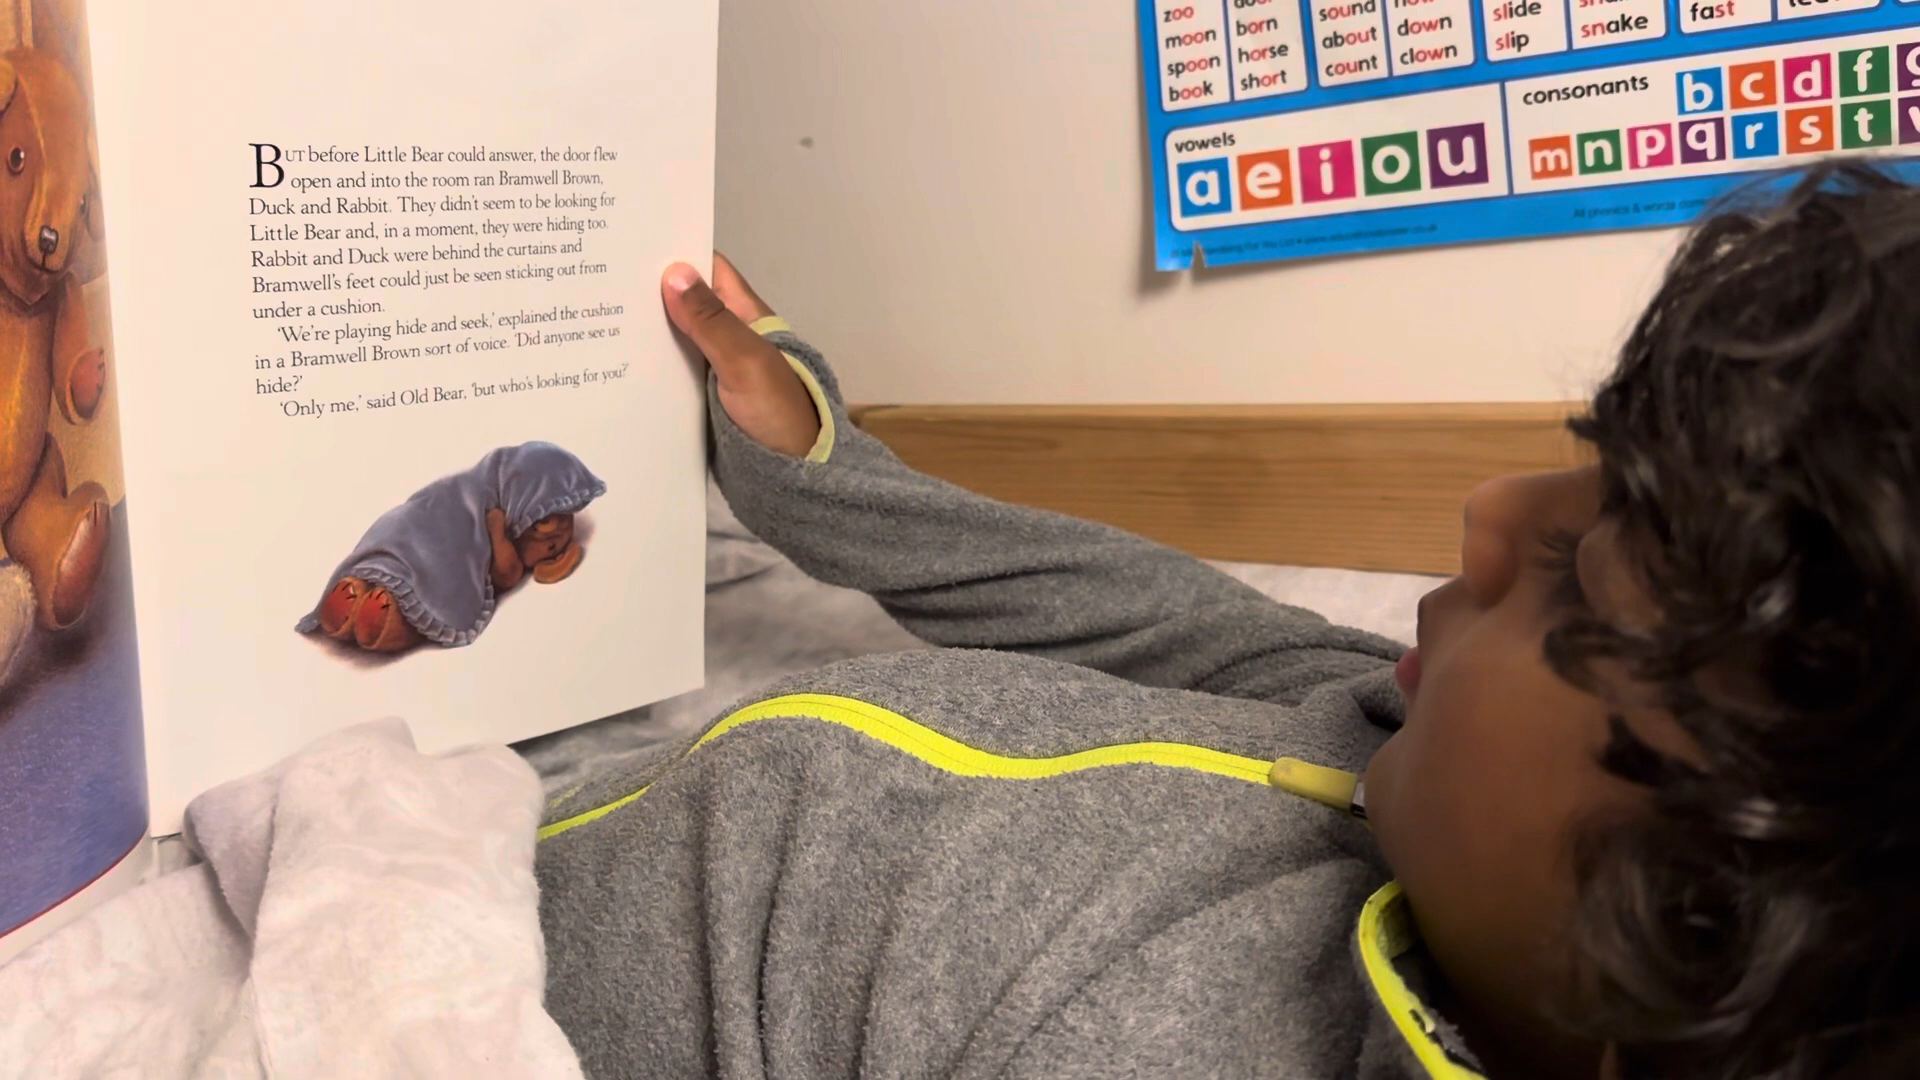 BUT before Little Bear could answer, the door flew
open and into the room ran Bramwell Brown,
Duck and Rabbit. They didn't seem to be looking for
Little Bear and, in a moment, they were hiding too.
Rabbit and Duck were behind the curtains and
Bramwell's feet could just be seen sticking out from
under a cushion.
'We're playing hide and seek,' explained the cushion
in a Bramwell Brown sort of voice. 'Did anyone see us
hide?'
'Only me,' said Old Bear, 'but who's looking for you?'
zoo
moon
spoon
book
born
horse
short
sound
about
count
down
clown
slide
slip
snake
fast
vowels
a e i o u
consonants
b c d f g
m n p q r s t v